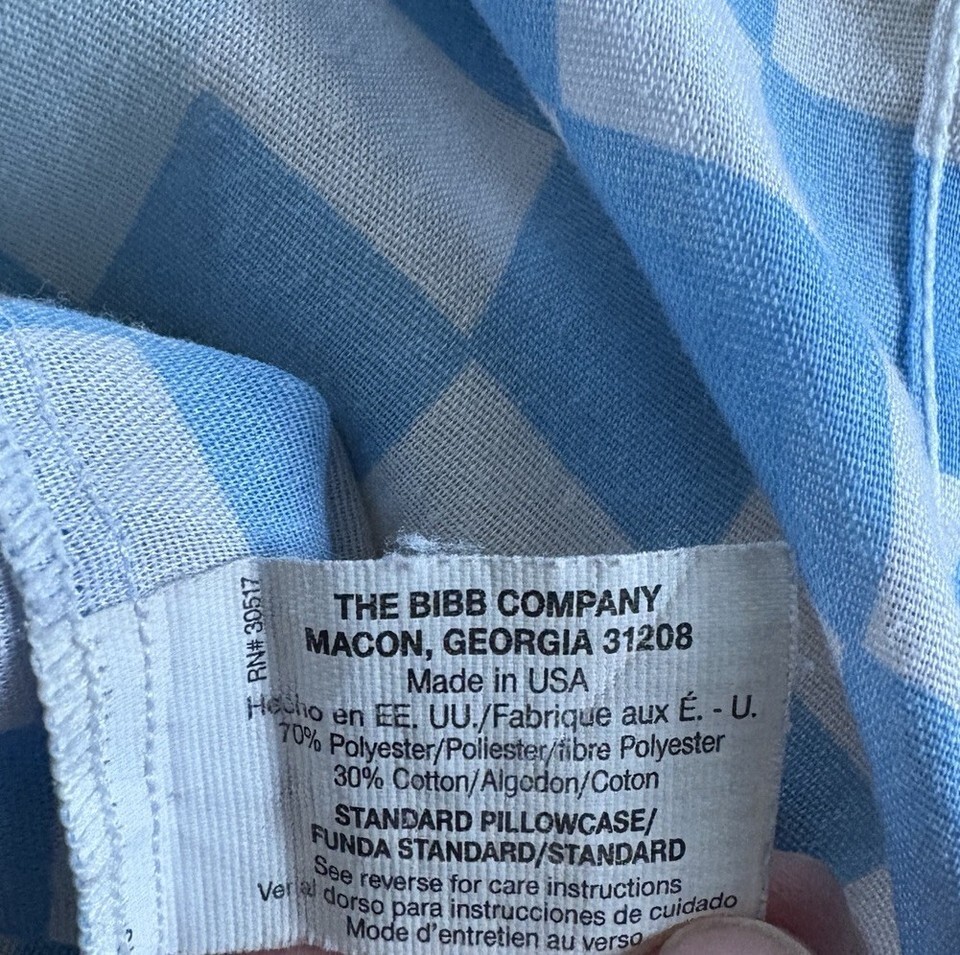 THE BIBB COMPANY
MACON, GEORGIA 31208
Made in USA
Hecho en EE. UU./Fabrique aux É. - U.
70% Polyester/Poliester/fibre Polyester
30% Cotton/Algodon/Coton
STANDARD PILLOWCASE/
FUNDA STANDARD/STANDARD
See reverse for care instructions
Ver al dorso para instrucciones de cuidado
Mode d'entretien au verso
RN# 30517